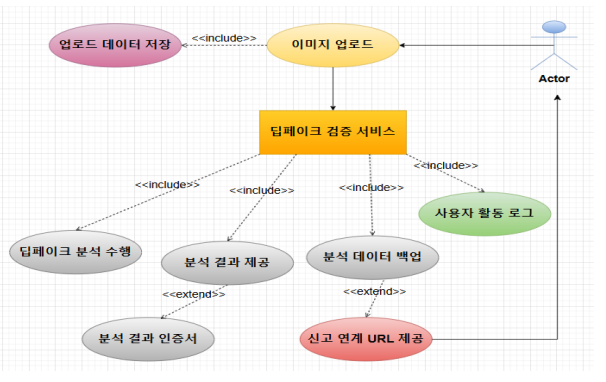 업로드 데이터 저장
<<include>>
이미지 업로드
Actor
딥페이크 검증 서비스
<<include>>
<<include>>
<<include>>
<<include>>
사용자 활동 로그
딥페이크 분석 수행
분석 결과 제공
분석 데이터 백업
<<extend>>
<<extend>>
분석 결과 인증서
신고 연계 URL 제공